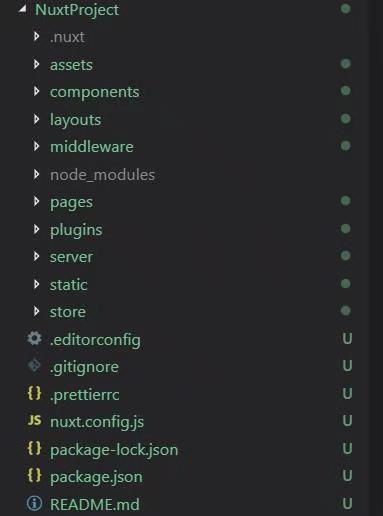 NuxtProject
.nuxt
assets
components
layouts
middleware
node_modules
pages
plugins
server
static
store
.editorconfig U
.gitignore U
{} .prettierrc U
JS nuxt.config.js U
{} package-lock.json U
{} package.json U
README.md U